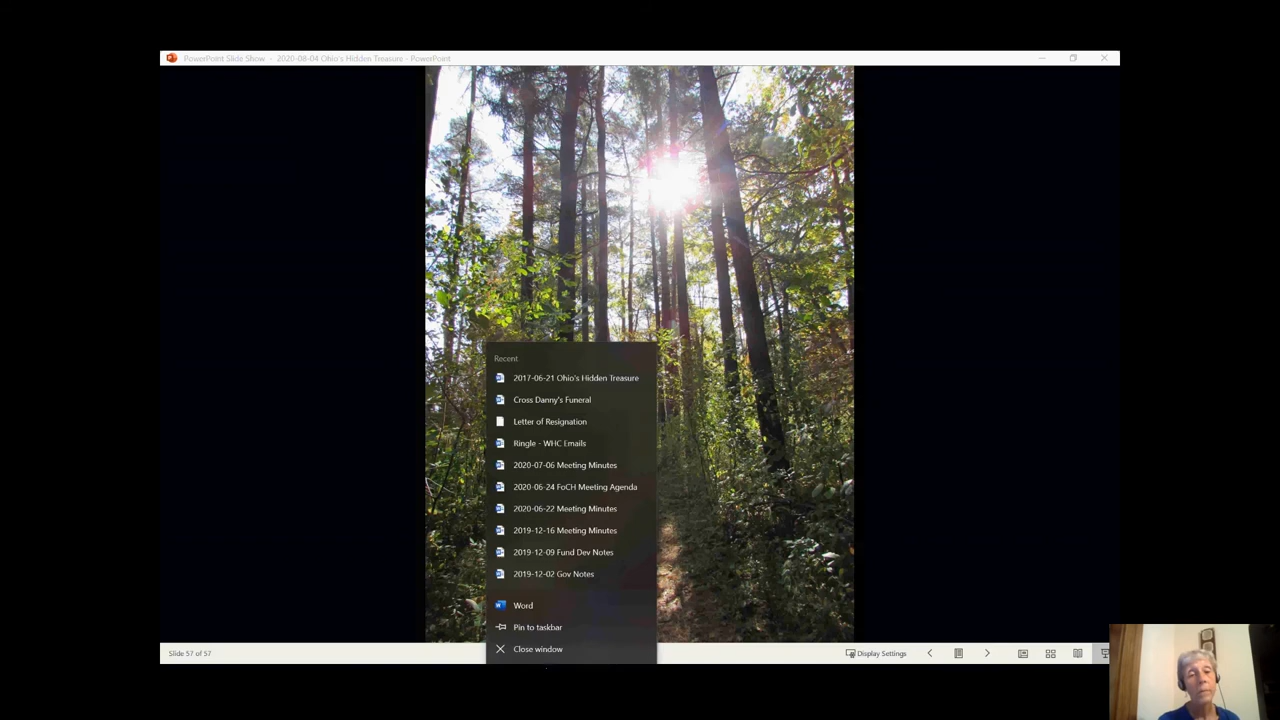 PowerPoint Slide Show - 2020-08-04 Ohio's Hidden Treasure - PowerPoint
Recent
2017-06-21 Ohio's Hidden Treasure
Cross Danny's Funeral
Letter of Resignation
Ringle - WHC Emails
2020-07-06 Meeting Minutes
2020-06-24 FoCH Meeting Agenda
2020-06-22 Meeting Minutes
2019-12-16 Meeting Minutes
2019-12-09 Fund Dev Notes
2019-12-02 Gov Notes
Word
Pin to taskbar
Close window
Slide 57 of 57
Display Settings